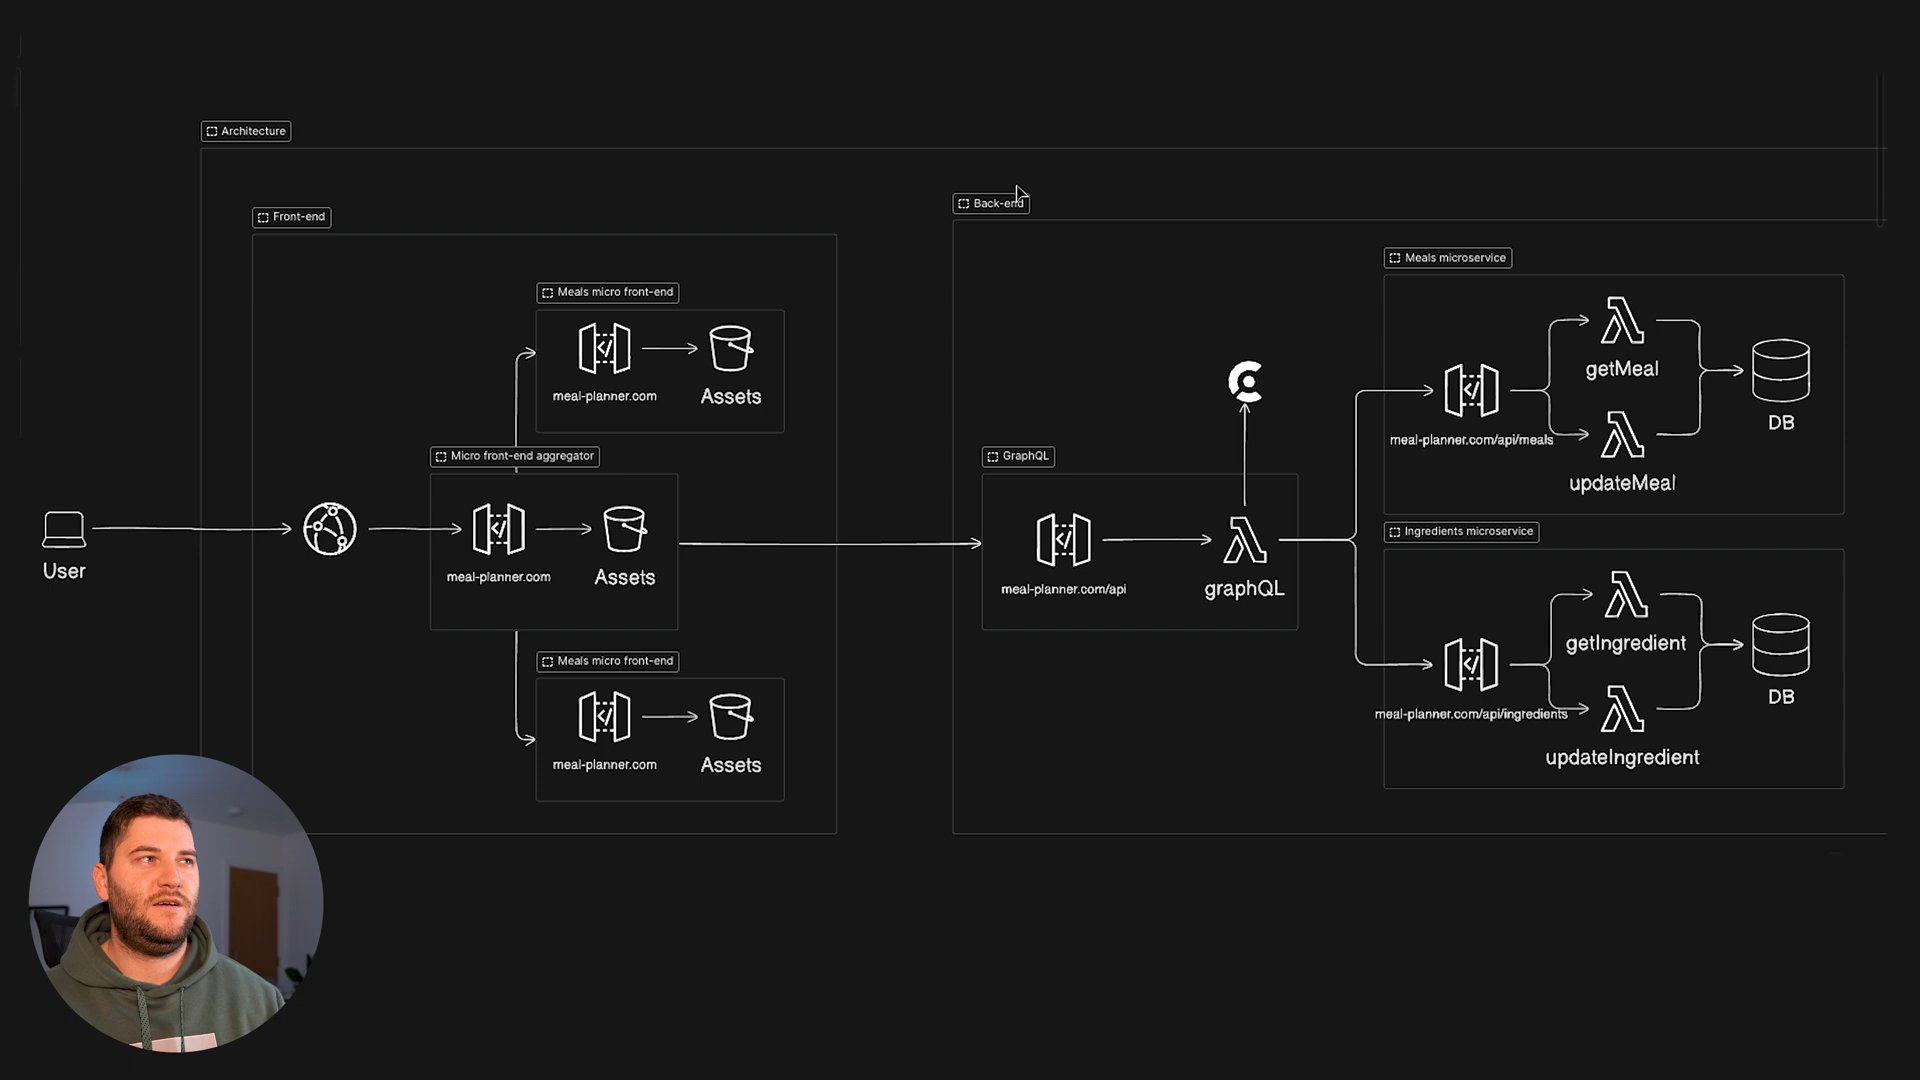 Architecture
Front-end
Back-end
Meals micro front-end
meal-planner.com
Assets
Micro front-end aggregator
meal-planner.com
Assets
User
Meals micro front-end
meal-planner.com
Assets
GraphQL
meal-planner.com/api
graphQL
Meals microservice
getMeal
meal-planner.com/api/meals
updateMeal
DB
Ingredients microservice
getIngredient
meal-planner.com/api/ingredients
updateIngredient
DB